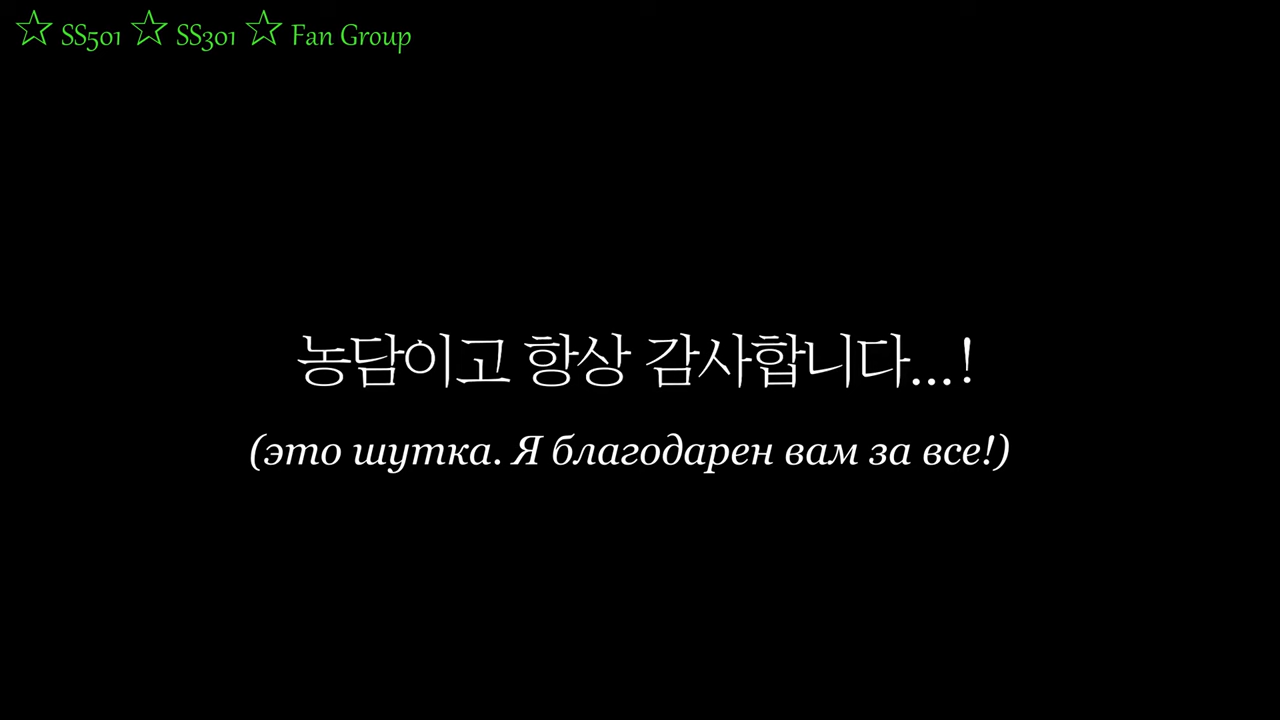 ☆ SS501 ☆ SS301 ☆ Fan Group
농담이고 항상 감사합니다...!
(это шутка. Я благодарен вам за все!)